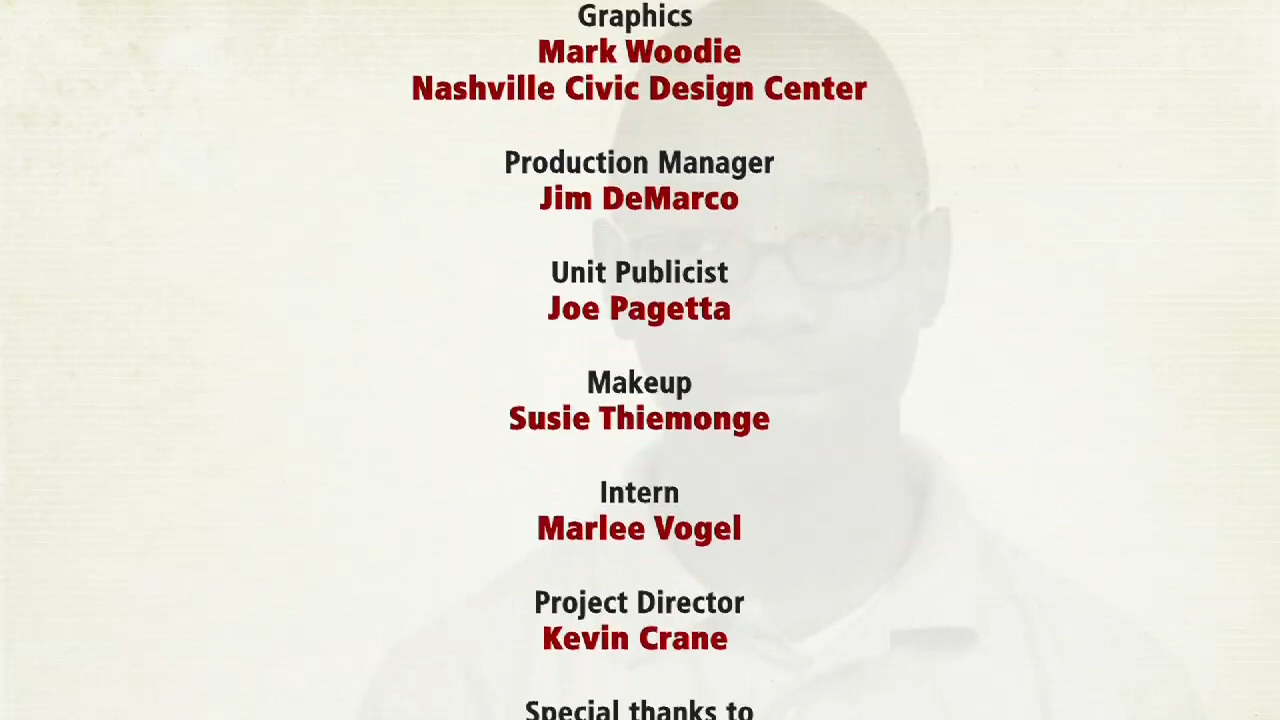 Graphics
Mark Woodie
Nashville Civic Design Center
Production Manager
Jim DeMarco
Unit Publicist
Joe Pagetta
Makeup
Susie Thiemonge
Intern
Marlee Vogel
Project Director
Kevin Crane
Special thanks to